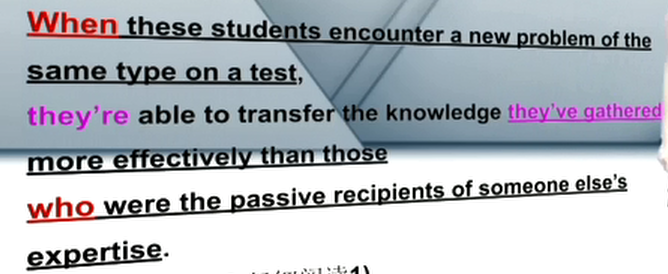 When these students encounter a new problem of the
same type on a test,
they're able to transfer the knowledge they've gathered
more effectively than those
who were the passive recipients of someone else's
expertise.